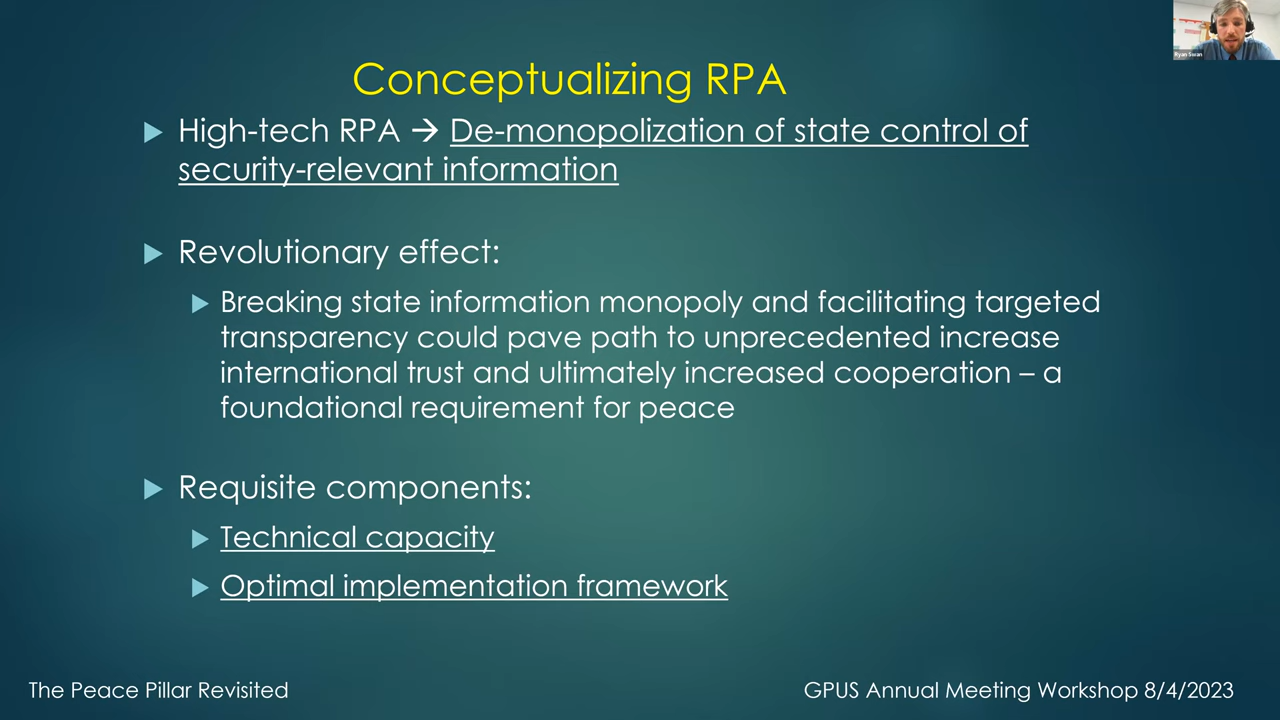 Conceptualizing RPA
High-tech RPA → De-monopolization of state control of
security-relevant information
Revolutionary effect:
Breaking state information monopoly and facilitating targeted
transparency could pave path to unprecedented increase
international trust and ultimately increased cooperation – a
foundational requirement for peace
Requisite components:
Technical capacity
Optimal implementation framework
The Peace Pillar Revisited
GPUS Annual Meeting Workshop 8/4/2023
Ryan Swan